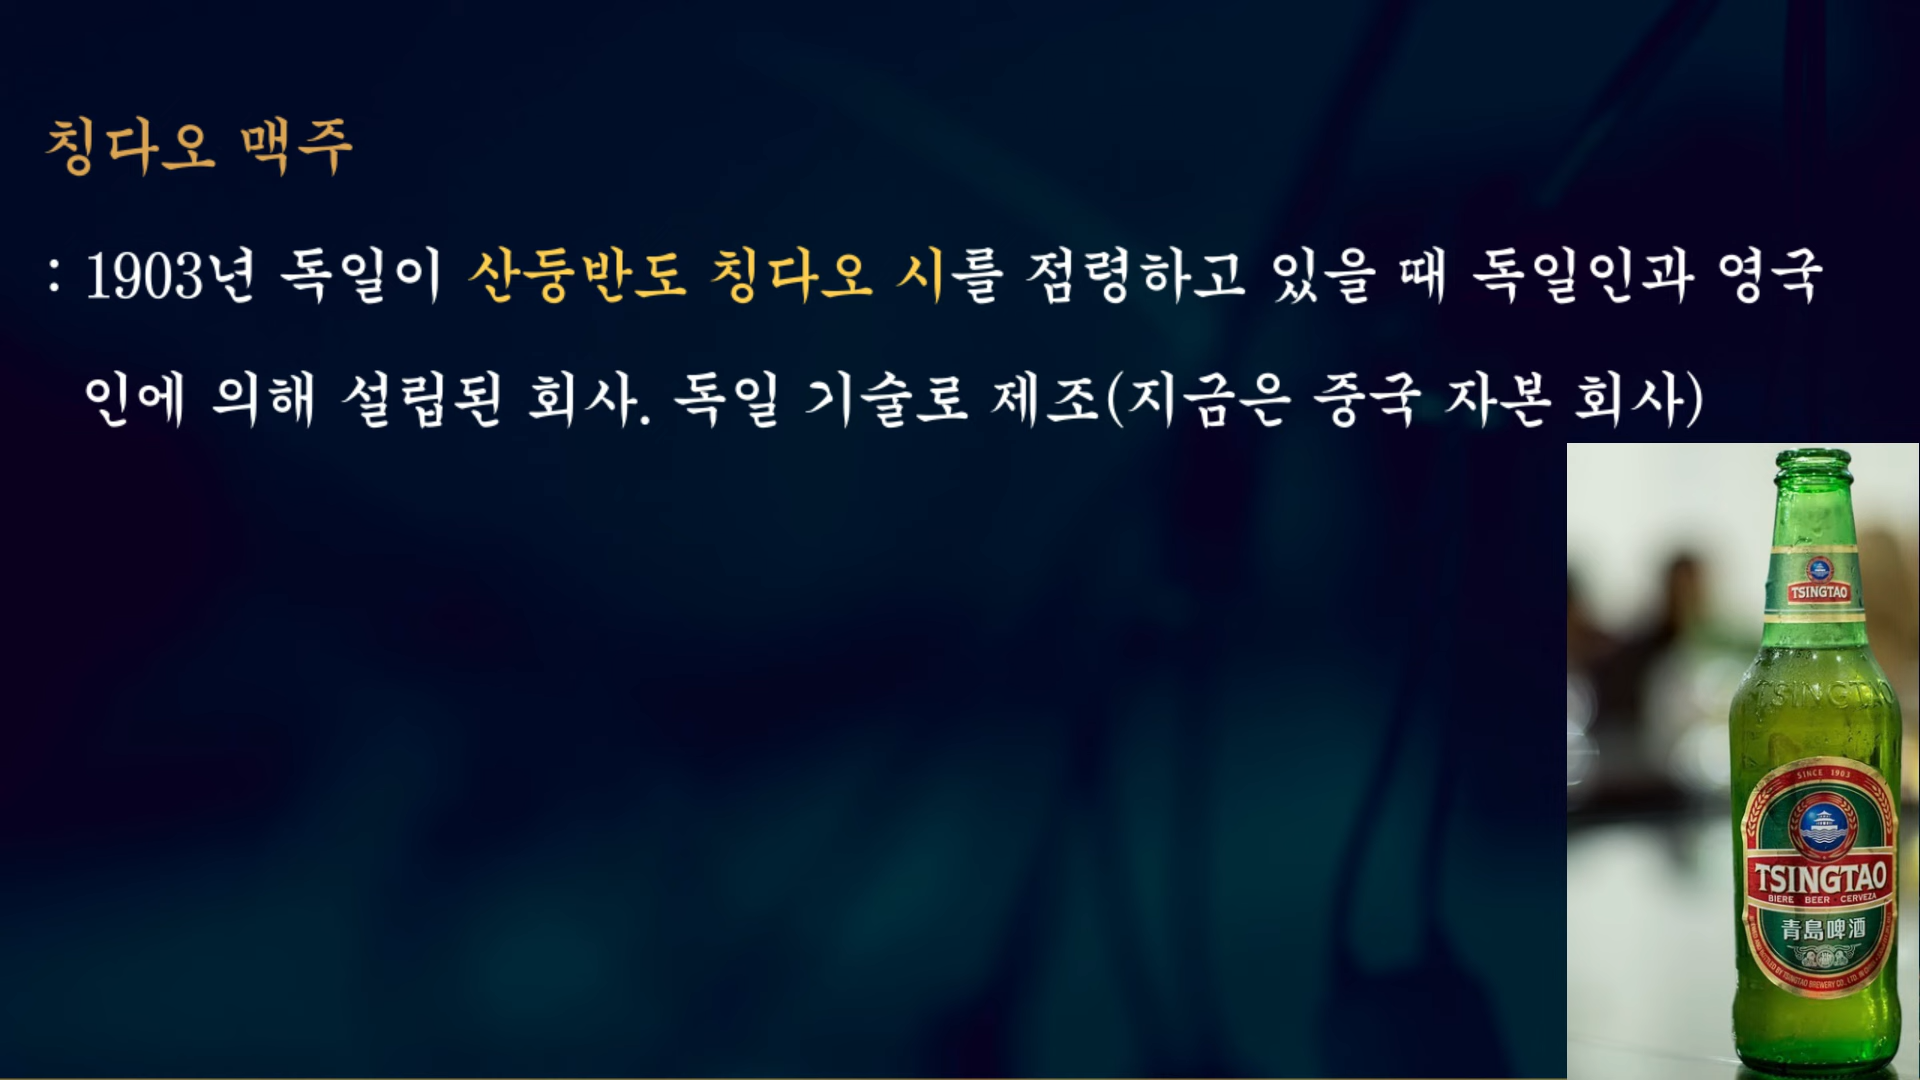 칭다오 맥주
: 1903년 독일이 산둥반도 칭다오 시를 점령하고 있을 때 독일인과 영국
인에 의해 설립된 회사. 독일 기술로 제조(지금은 중국 자본 회사)
TSINGTAO
TSINGTAO
SINCE 1903
TSINGTAO
BIERE BEER CERVEZA
青島啤酒